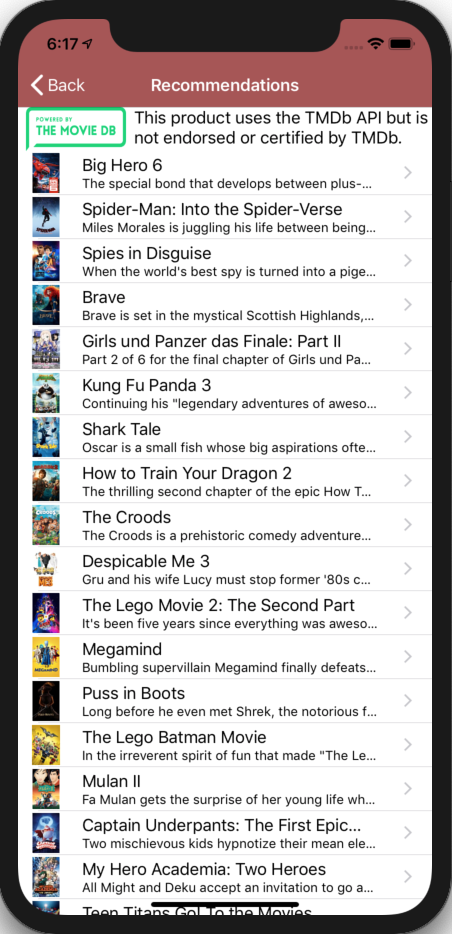 6:17
Back
Recommendations
POWERED BY
THE MOVIE DB
This product uses the TMDb API but is
not endorsed or certified by TMDb.
Big Hero 6
The special bond that develops between plus-...
Spider-Man: Into the Spider-Verse
Miles Morales is juggling his life between being...
Spies in Disguise
When the world's best spy is turned into a pige...
Brave
Brave is set in the mystical Scottish Highlands,...
Girls und Panzer das Finale: Part II
Part 2 of 6 for the final chapter of Girls und Pa...
Kung Fu Panda 3
Continuing his "legendary adventures of aweso...
Shark Tale
Oscar is a small fish whose big aspirations ofte...
How to Train Your Dragon 2
The thrilling second chapter of the epic How T...
The Croods
The Croods is a prehistoric comedy adventure...
Despicable Me 3
Gru and his wife Lucy must stop former '80s c...
The Lego Movie 2: The Second Part
It's been five years since everything was aweso...
MEGAMIND
Megamind
Bumbling supervillain Megamind finally defeats...
Puss in Boots
Long before he even met Shrek, the notorious f...
The Lego Batman Movie
In the irreverent spirit of fun that made "The Le...
Mulan II
Fa Mulan gets the surprise of her young life wh...
Captain Underpants: The First Epic...
Two mischievous kids hypnotize their mean ele...
My Hero Academia: Two Heroes
All Might and Deku accept an invitation to go a...
Teen Titans Go! To the Movies